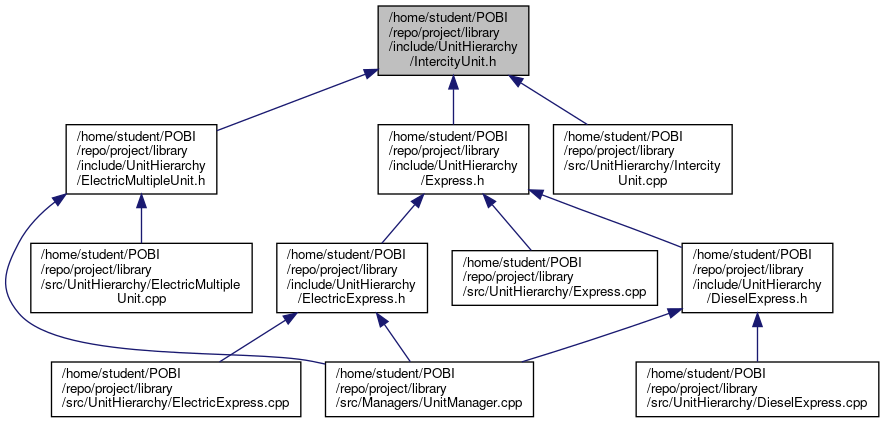 /home/student/POBI
/repo/project/library
/include/UnitHierarchy
/IntercityUnit.h
/home/student/POBI
/repo/project/library
/include/UnitHierarchy
/ElectricMultipleUnit.h
/home/student/POBI
/repo/project/library
/include/UnitHierarchy
/Express.h
/home/student/POBI
/repo/project/library
/src/UnitHierarchy/Intercity
Unit.cpp
/home/student/POBI
/repo/project/library
/src/UnitHierarchy/ElectricMultiple
Unit.cpp
/home/student/POBI
/repo/project/library
/include/UnitHierarchy
/ElectricExpress.h
/home/student/POBI
/repo/project/library
/src/UnitHierarchy/Express.cpp
/home/student/POBI
/repo/project/library
/include/UnitHierarchy
/DieselExpress.h
/home/student/POBI
/repo/project/library
/src/UnitHierarchy/ElectricExpress.cpp
/home/student/POBI
/repo/project/library
/src/Managers/UnitManager.cpp
/home/student/POBI
/repo/project/library
/src/UnitHierarchy/DieselExpress.cpp